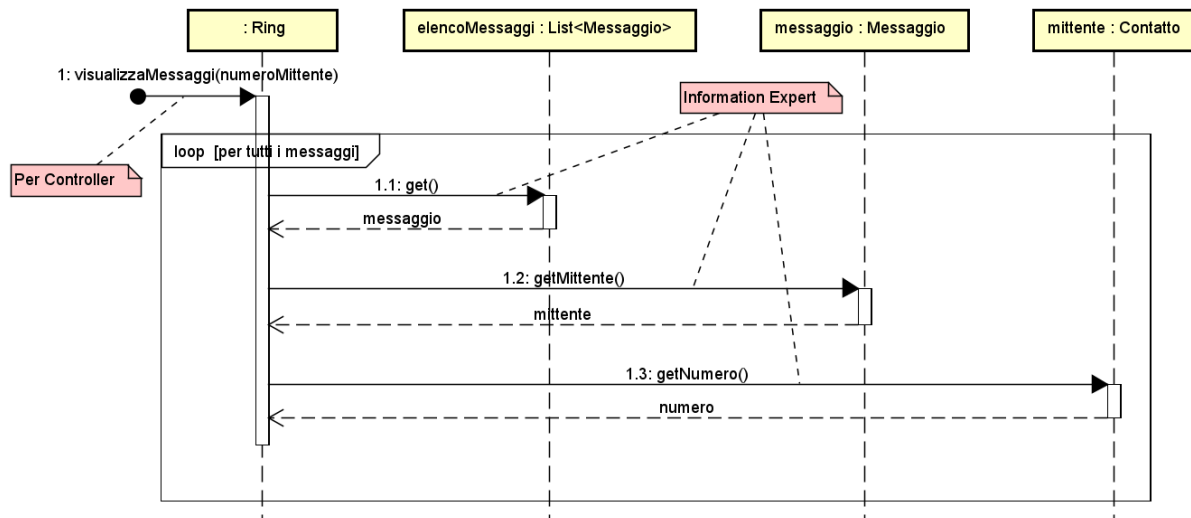 : Ring
elencoMessaggi : List<Messaggio>
messaggio : Messaggio
mittente : Contatto
1: visualizzaMessaggi(numeroMittente)
Information Expert
loop [per tutti i messaggi]
Per Controller
1.1: get()
messaggio
1.2: getMittente()
mittente
1.3: getNumero()
numero